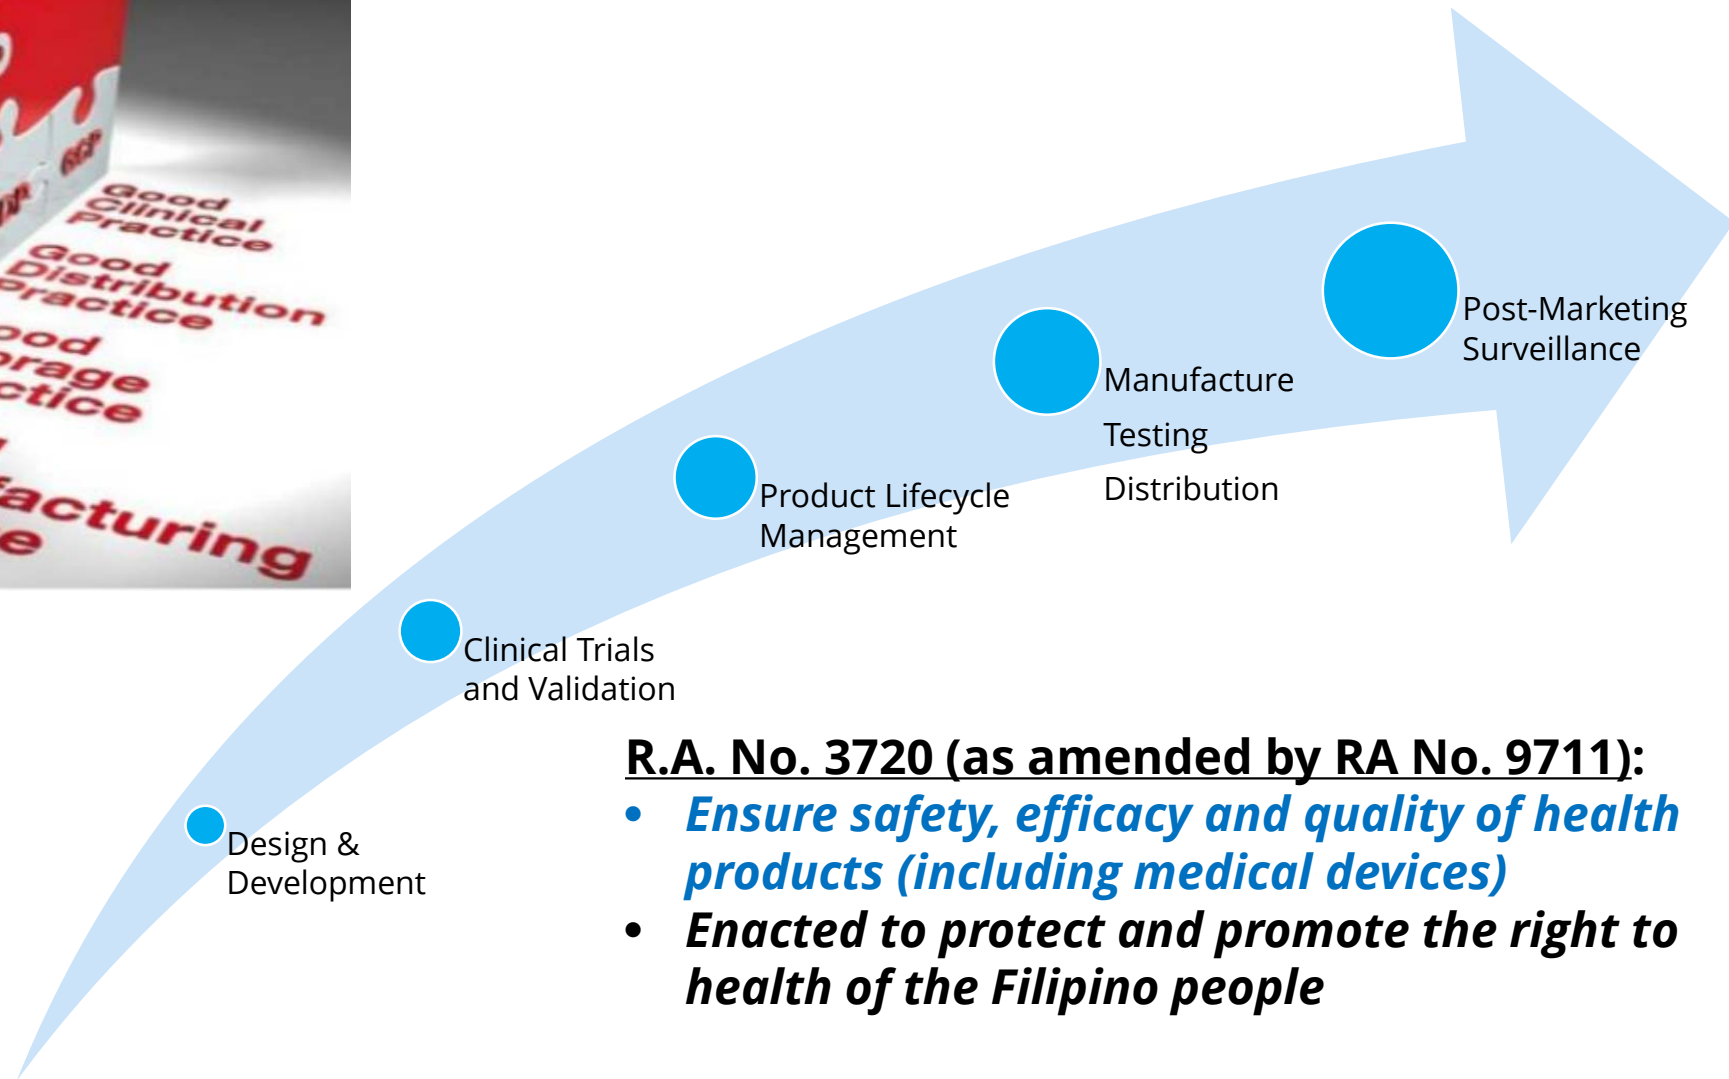 Good
Clinical
Practice
Good
Distribution
Practice
Post-Marketing
Surveillance
Manufacture
Testing
Distribution
Product Lifecycle
Management
Clinical Trials
and Validation
Design &
Development
R.A. No. 3720 (as amended by RA No. 9711):
• Ensure safety, efficacy and quality of health
products (including medical devices)
• Enacted to protect and promote the right to
health of the Filipino people